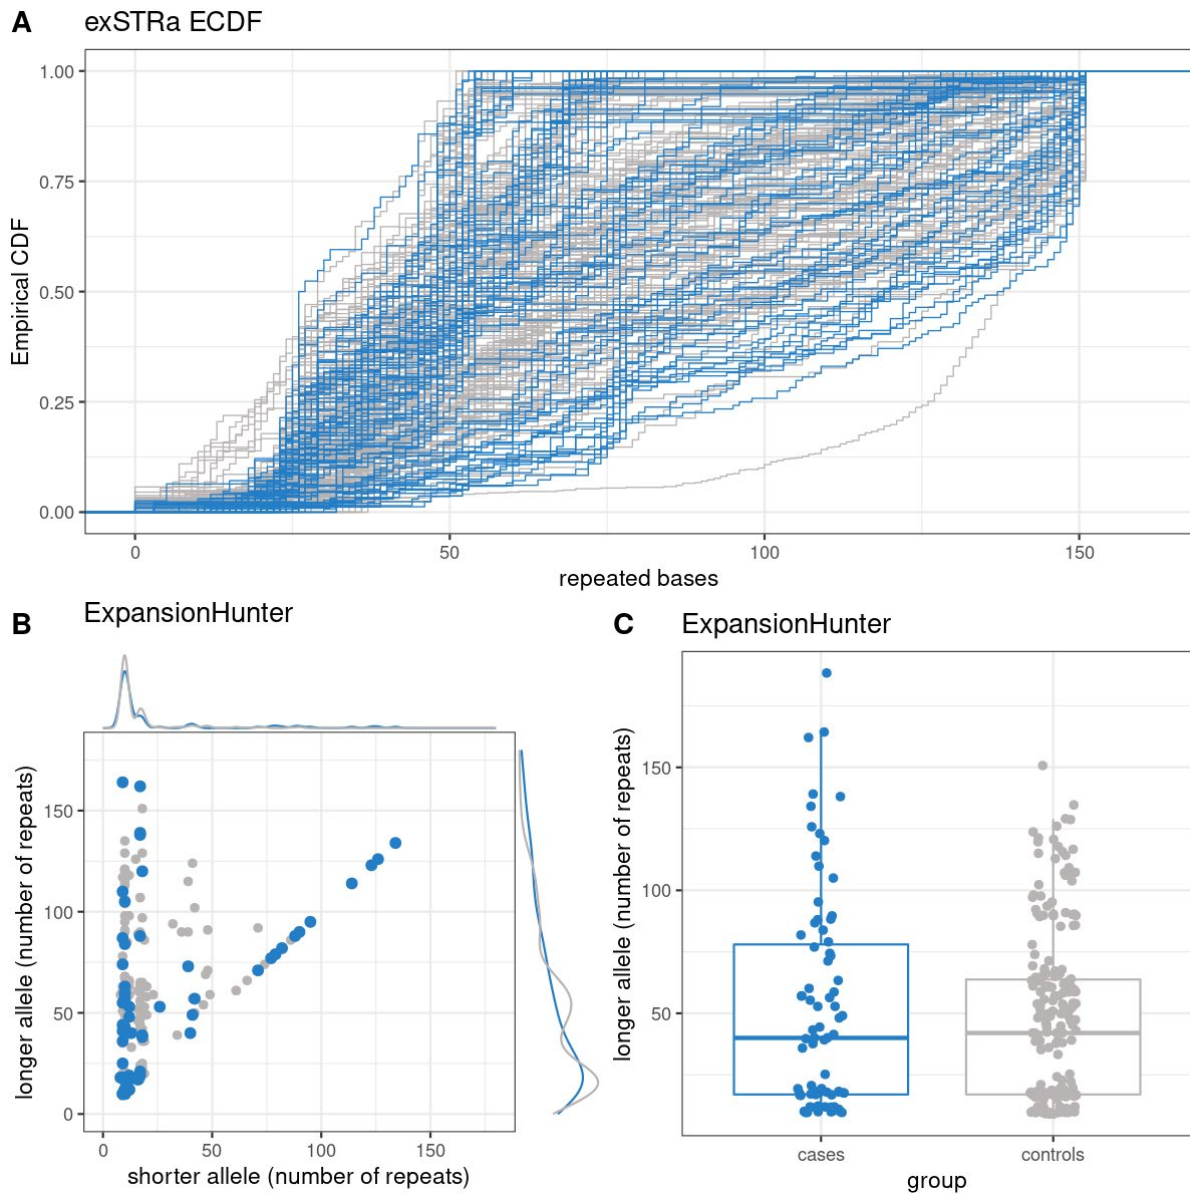 A exSTRa ECDF
Empirical CDF
1.00
0.75
0.50
0.25
0.00
0 50 100 150
repeated bases
B ExpansionHunter
longer allele (number of repeats)
150
100
50
0
0 50 100 150
shorter allele (number of repeats)
C ExpansionHunter
longer allele (number of repeats)
150
100
50
cases controls
group